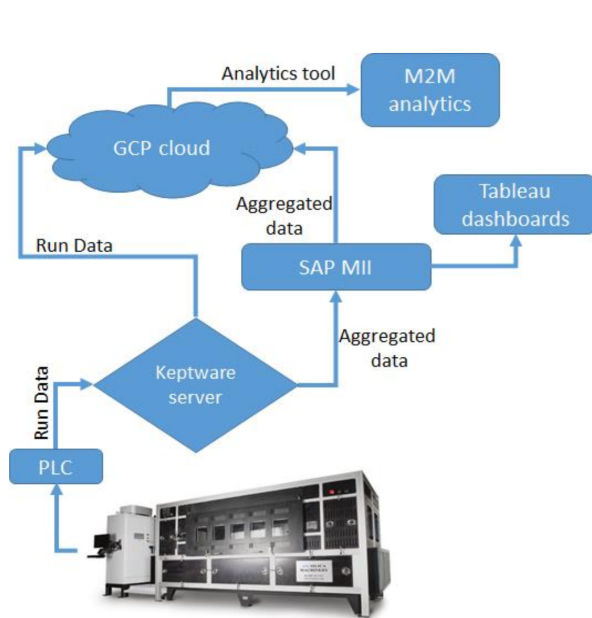 Analytics tool
M2M
analytics
GCP cloud
Aggregated
data
Tableau
dashboards
Run Data
SAP MII
Aggregated
data
Keptware
server
Run Data
PLC
MACHINERY